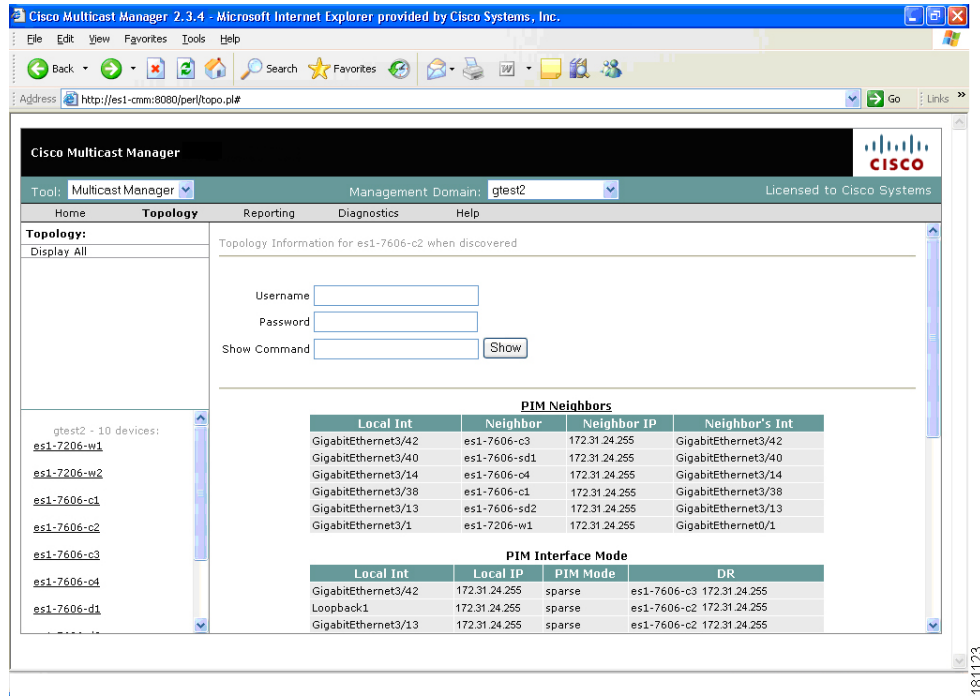 Cisco Multicast Manager 2.3.4 - Microsoft Internet Explorer provided by Cisco Systems, Inc.
File Edit View Favorites Tools Help
Back Search Favorites
Address http://es1-cmm:8080/perl/topo.pl# Go Links »
Cisco Multicast Manager
CISCO
Tool: Multicast Manager Management Domain: gtest2 Licensed to Cisco Systems
Home Topology Reporting Diagnostics Help
Topology:
Display All
Topology Information for es1-7606-c2 when discovered
Username
Password
Show Command Show
gtest2 - 10 devices:
es1-7206-w1
es1-7206-w2
es1-7606-c1
es1-7606-c2
es1-7606-c3
es1-7606-c4
es1-7606-d1
PIM Neighbors
Local Int Neighbor Neighbor IP Neighbor's Int
GigabitEthernet3/42 es1-7606-c3 172.31.24.255 GigabitEthernet3/42
GigabitEthernet3/40 es1-7606-sd1 172.31.24.255 GigabitEthernet3/40
GigabitEthernet3/14 es1-7606-c4 172.31.24.255 GigabitEthernet3/14
GigabitEthernet3/38 es1-7606-c1 172.31.24.255 GigabitEthernet3/38
GigabitEthernet3/13 es1-7606-sd2 172.31.24.255 GigabitEthernet3/13
GigabitEthernet3/1 es1-7206-w1 172.31.24.255 GigabitEthernet0/1
PIM Interface Mode
Local Int Local IP PIM Mode DR
GigabitEthernet3/42 172.31.24.255 sparse es1-7606-c3 172.31.24.255
Loopback1 172.31.24.255 sparse es1-7606-c2 172.31.24.255
GigabitEthernet3/13 172.31.24.255 sparse es1-7606-c2 172.31.24.255
181123